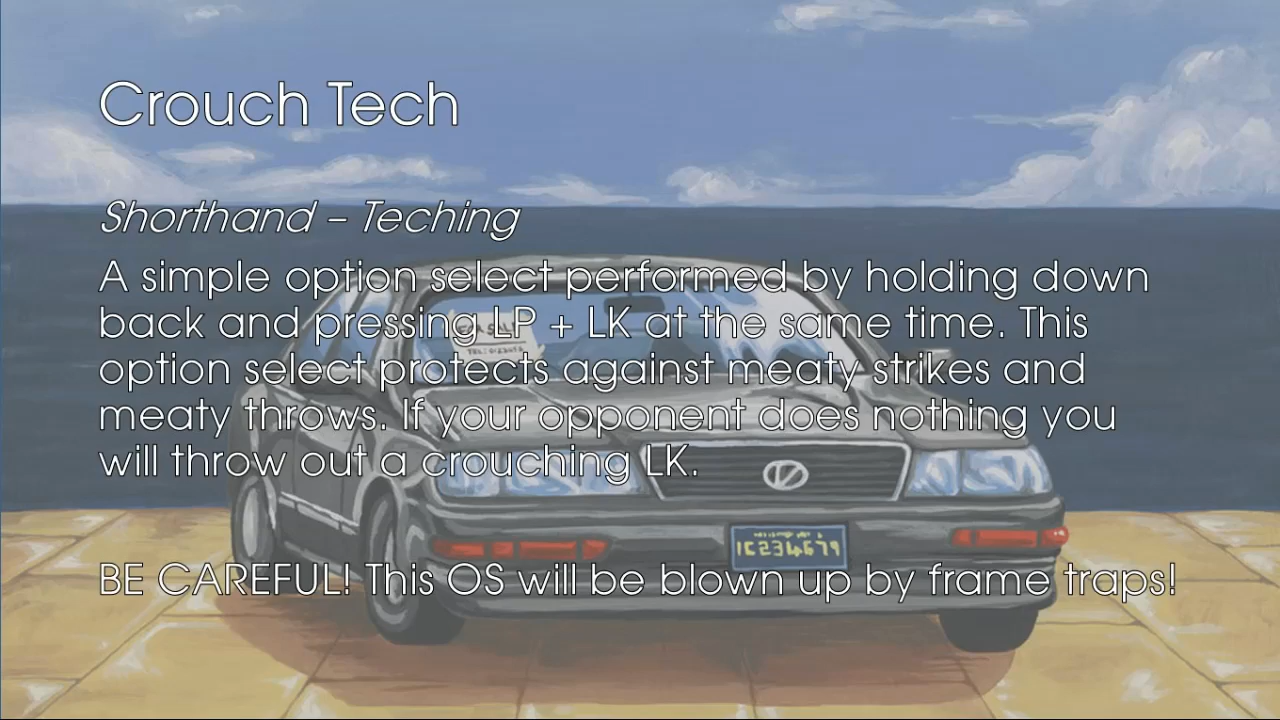 Crouch Tech
Shorthand – Teching
A simple option select performed by holding down
back and pressing LP + LK at the same time. This
option select protects against meaty strikes and
meaty throws. If your opponent does nothing you
will throw out a crouching LK.
1C234679
BE CAREFUL! This OS will be blown up by frame traps!